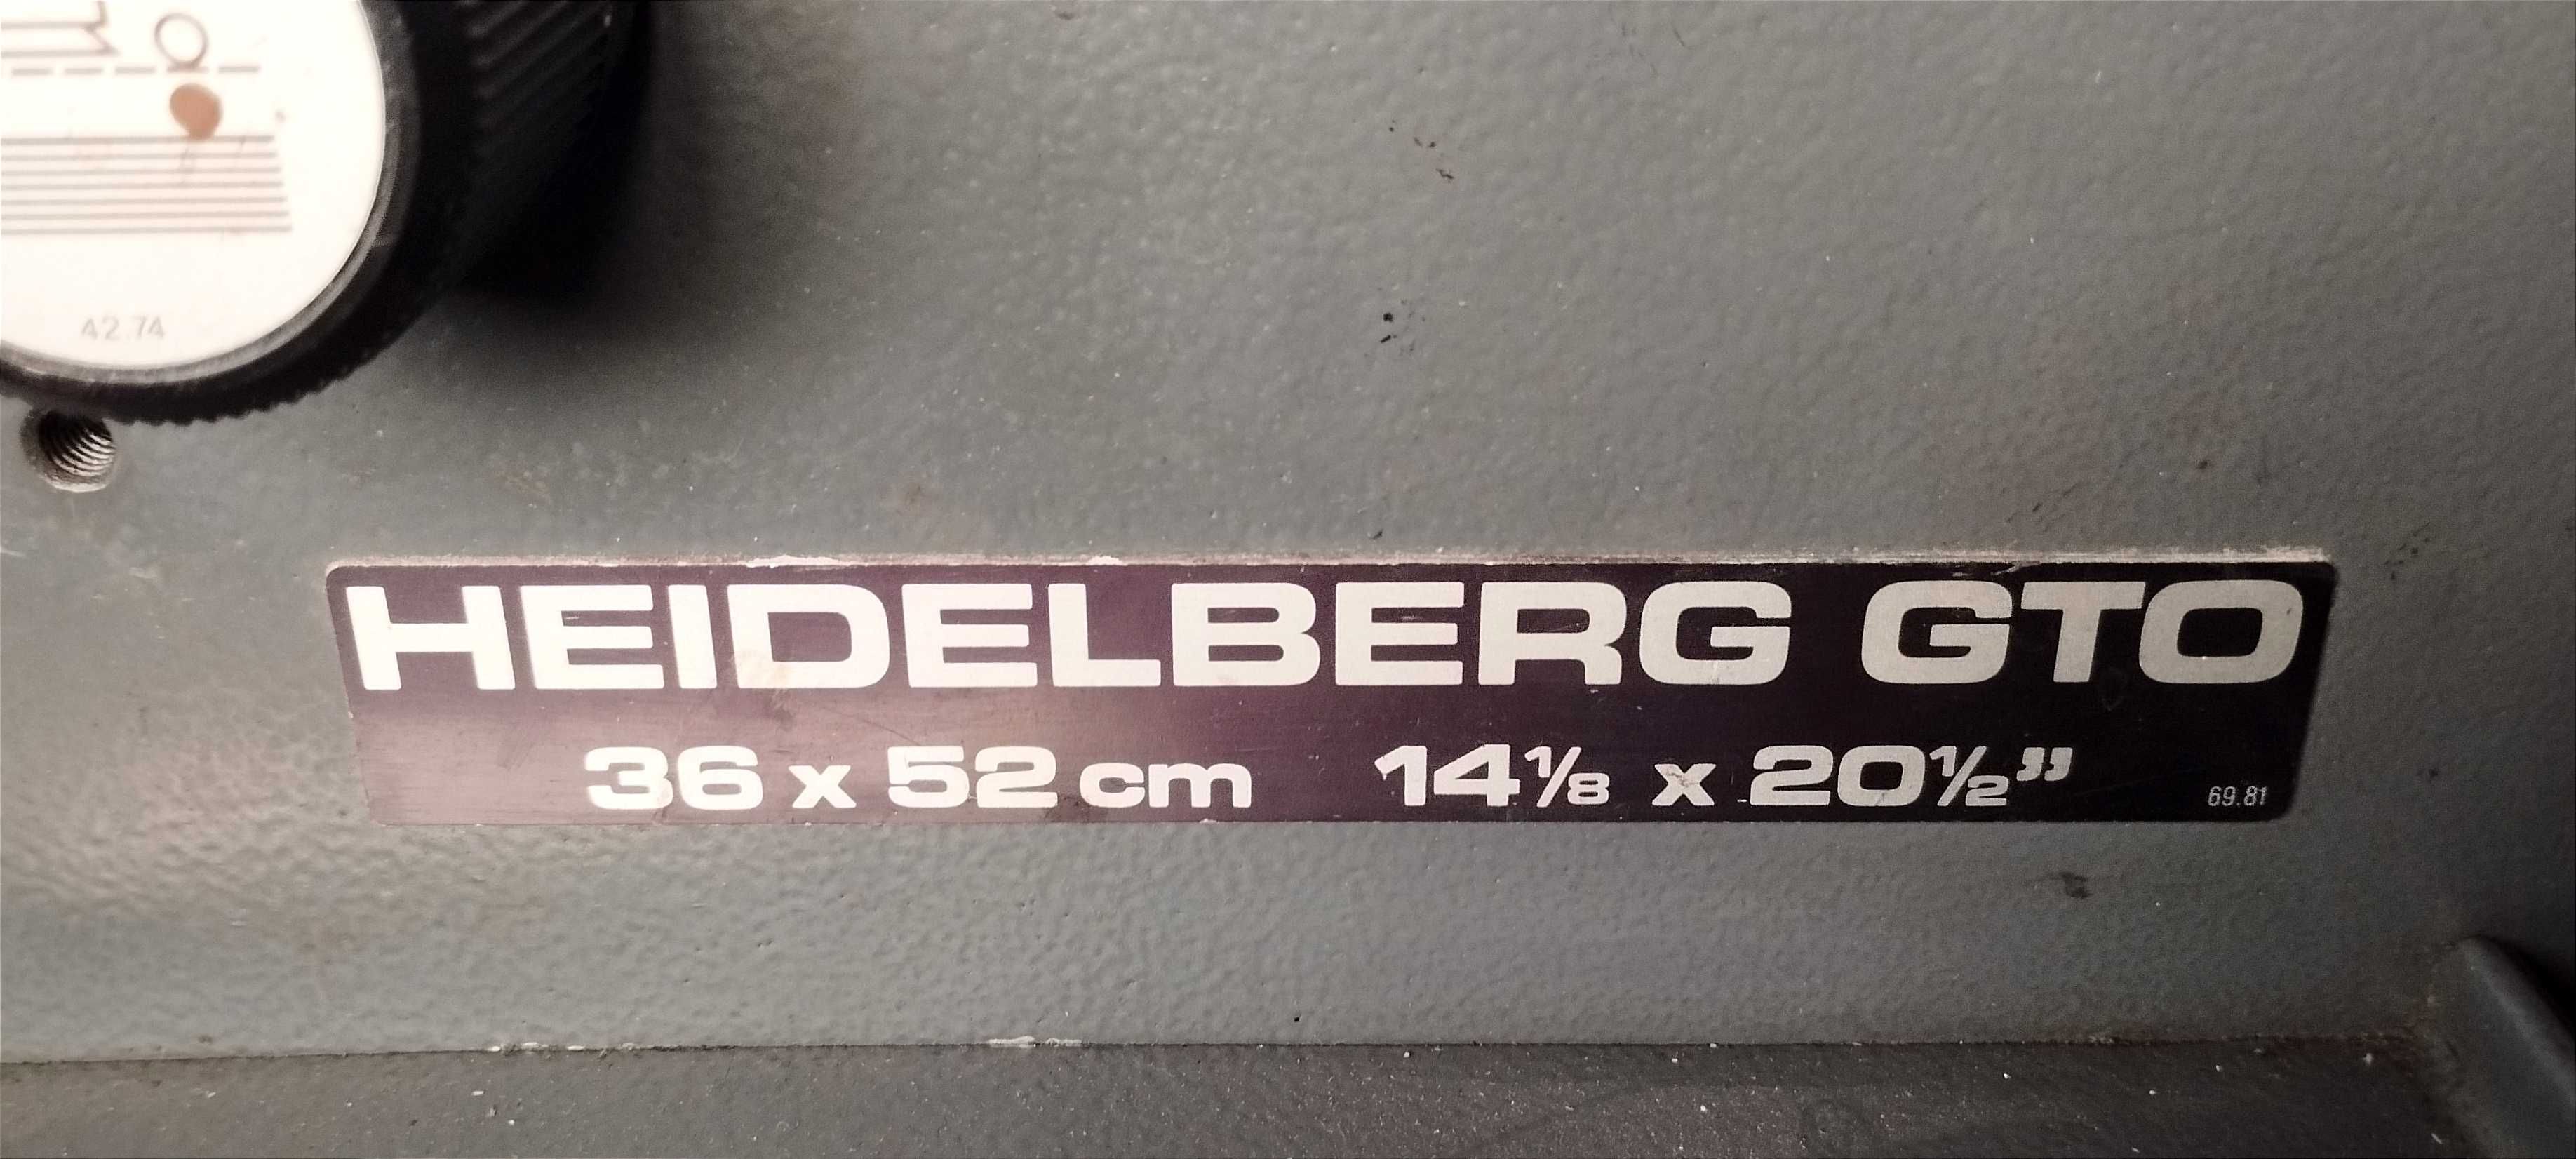 42.74
HEIDELBERG GTO
36 x 52 cm 14⅛ x 20½”
69.81